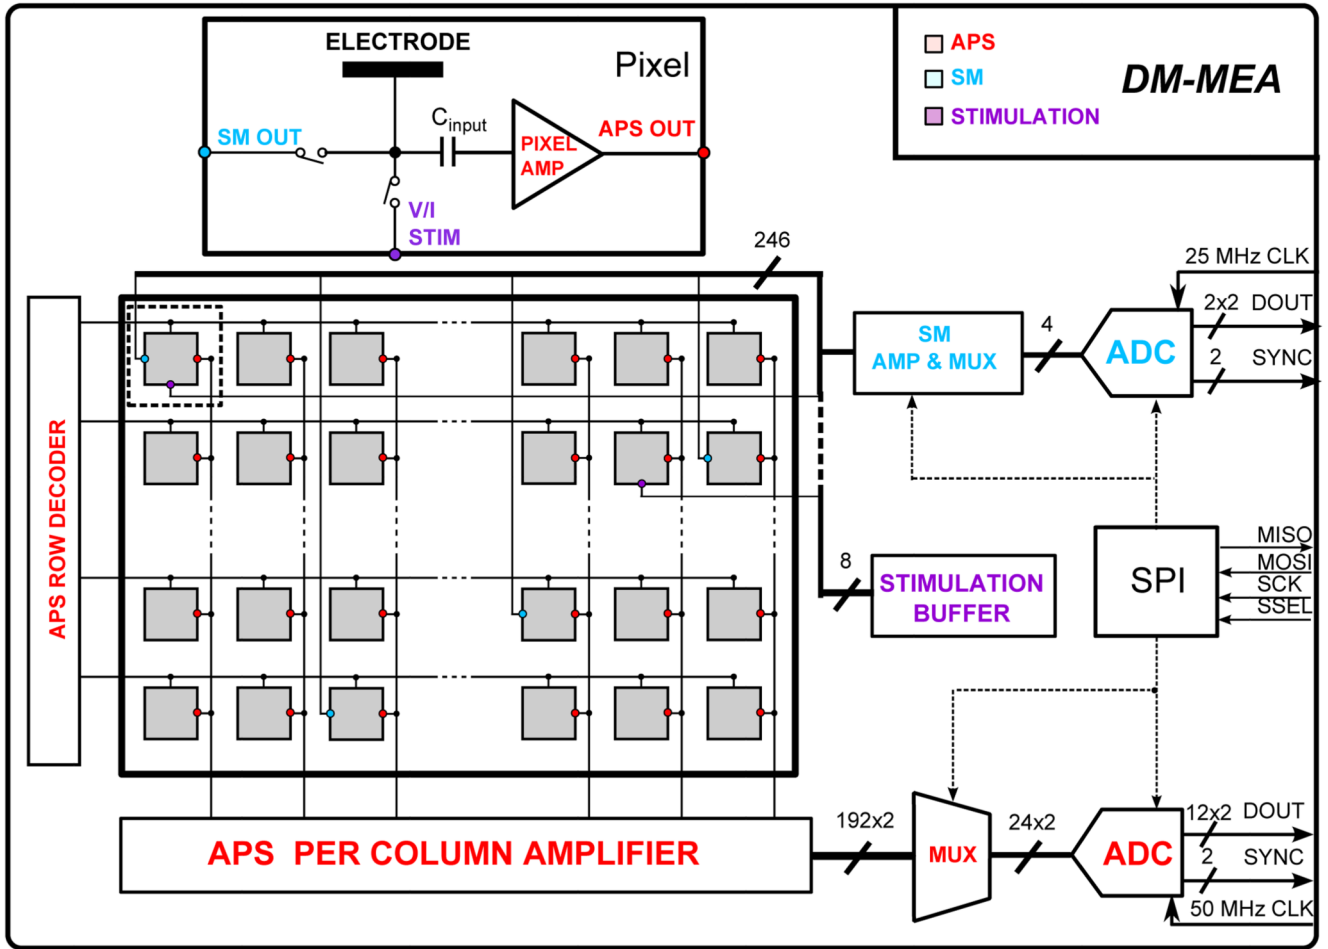 ELECTRODE
Pixel
SM OUT
C input
PIXEL
AMP
APS OUT
V/I
STIM
APS
SM
STIMULATION
DM-MEA
246
25 MHz CLK
2x2 DOUT
2 SYNC
SM
AMP & MUX
4
ADC
APS ROW DECODER
8
STIMULATION
BUFFER
SPI
MISO
MOSI
SCK
SSEL
APS PER COLUMN AMPLIFIER
192x2
MUX
24x2
ADC
12x2 DOUT
2 SYNC
50 MHz CLK